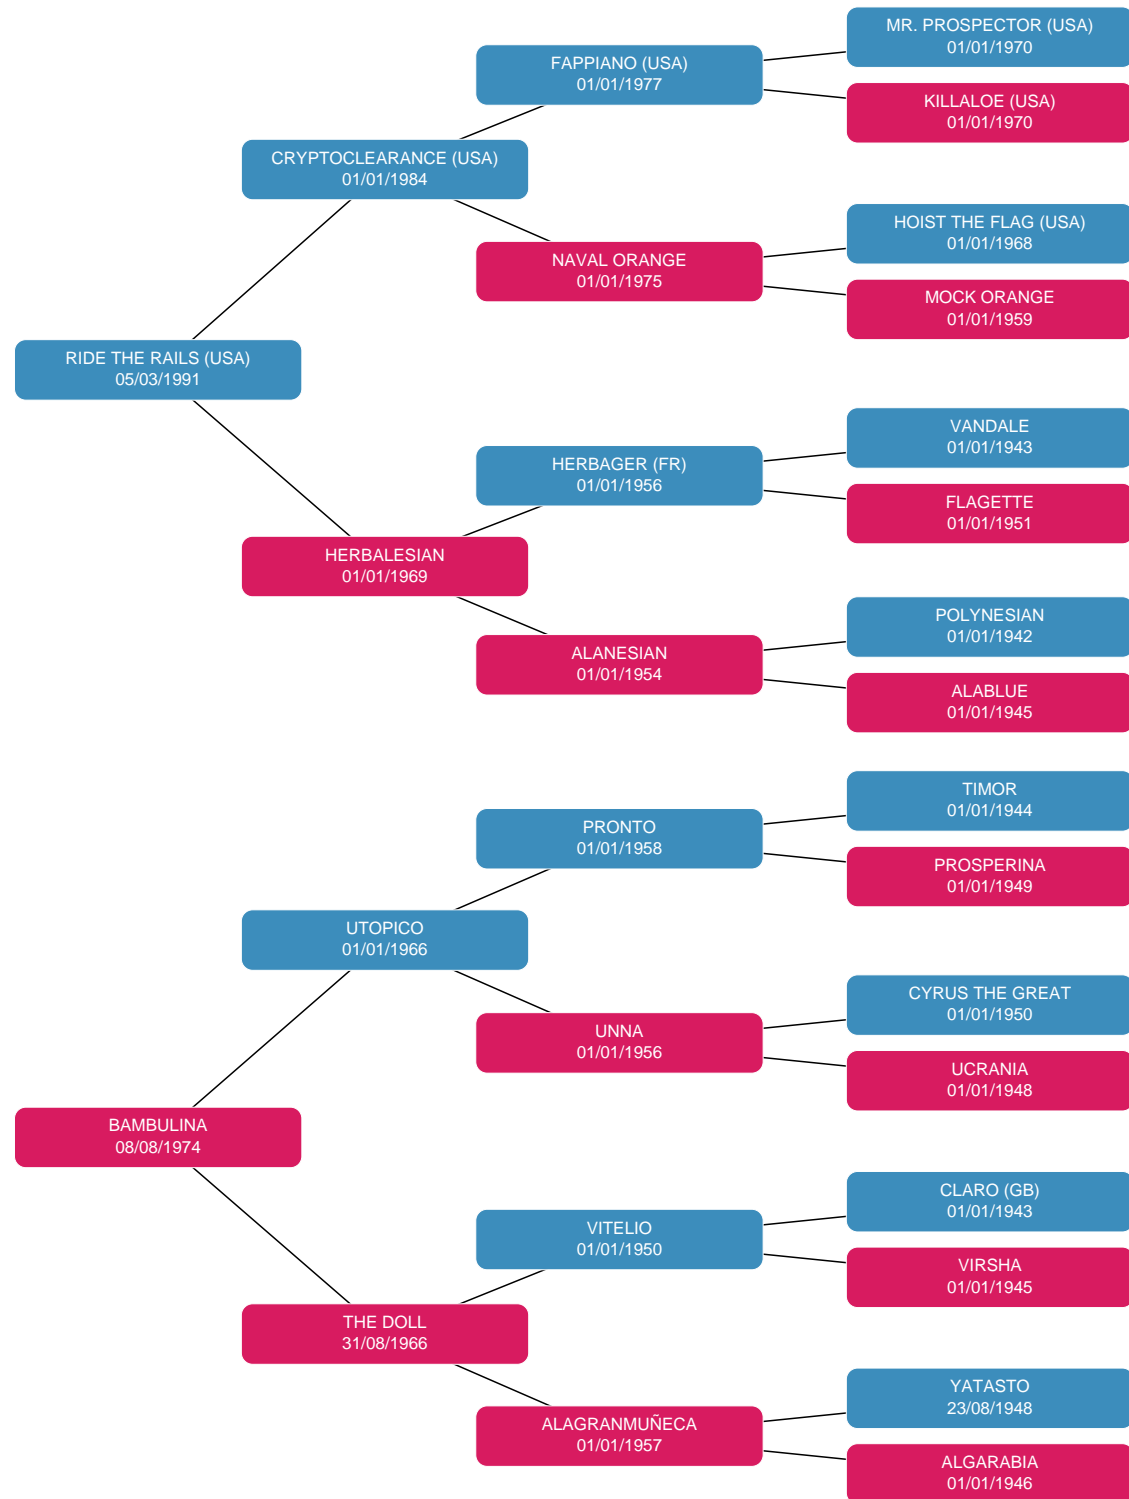 MR. PROSPECTOR (USA)
01/01/1970
FAPPIANO (USA)
01/01/1977
KILLALOE (USA)
01/01/1970
CRYPTOCLEARANCE (USA)
01/01/1984
HOIST THE FLAG (USA)
01/01/1968
NAVAL ORANGE
01/01/1975
MOCK ORANGE
01/01/1959
RIDE THE RAILS (USA)
05/03/1991
VANDALE
01/01/1943
HERBAGER (FR)
01/01/1956
FLAGETTE
01/01/1951
HERBALESIAN
01/01/1969
POLYNESIAN
01/01/1942
ALANESIAN
01/01/1954
ALABLUE
01/01/1945
TIMOR
01/01/1944
PRONTO
01/01/1958
PROSPERINA
01/01/1949
UTOPICO
01/01/1966
CYRUS THE GREAT
01/01/1950
UNNA
01/01/1956
UCRANIA
01/01/1948
BAMBULINA
08/08/1974
CLARO (GB)
01/01/1943
VITELIO
01/01/1950
VIRSHA
01/01/1945
THE DOLL
31/08/1966
YATASTO
23/08/1948
ALAGRANMUÑECA
01/01/1957
ALGARABIA
01/01/1946